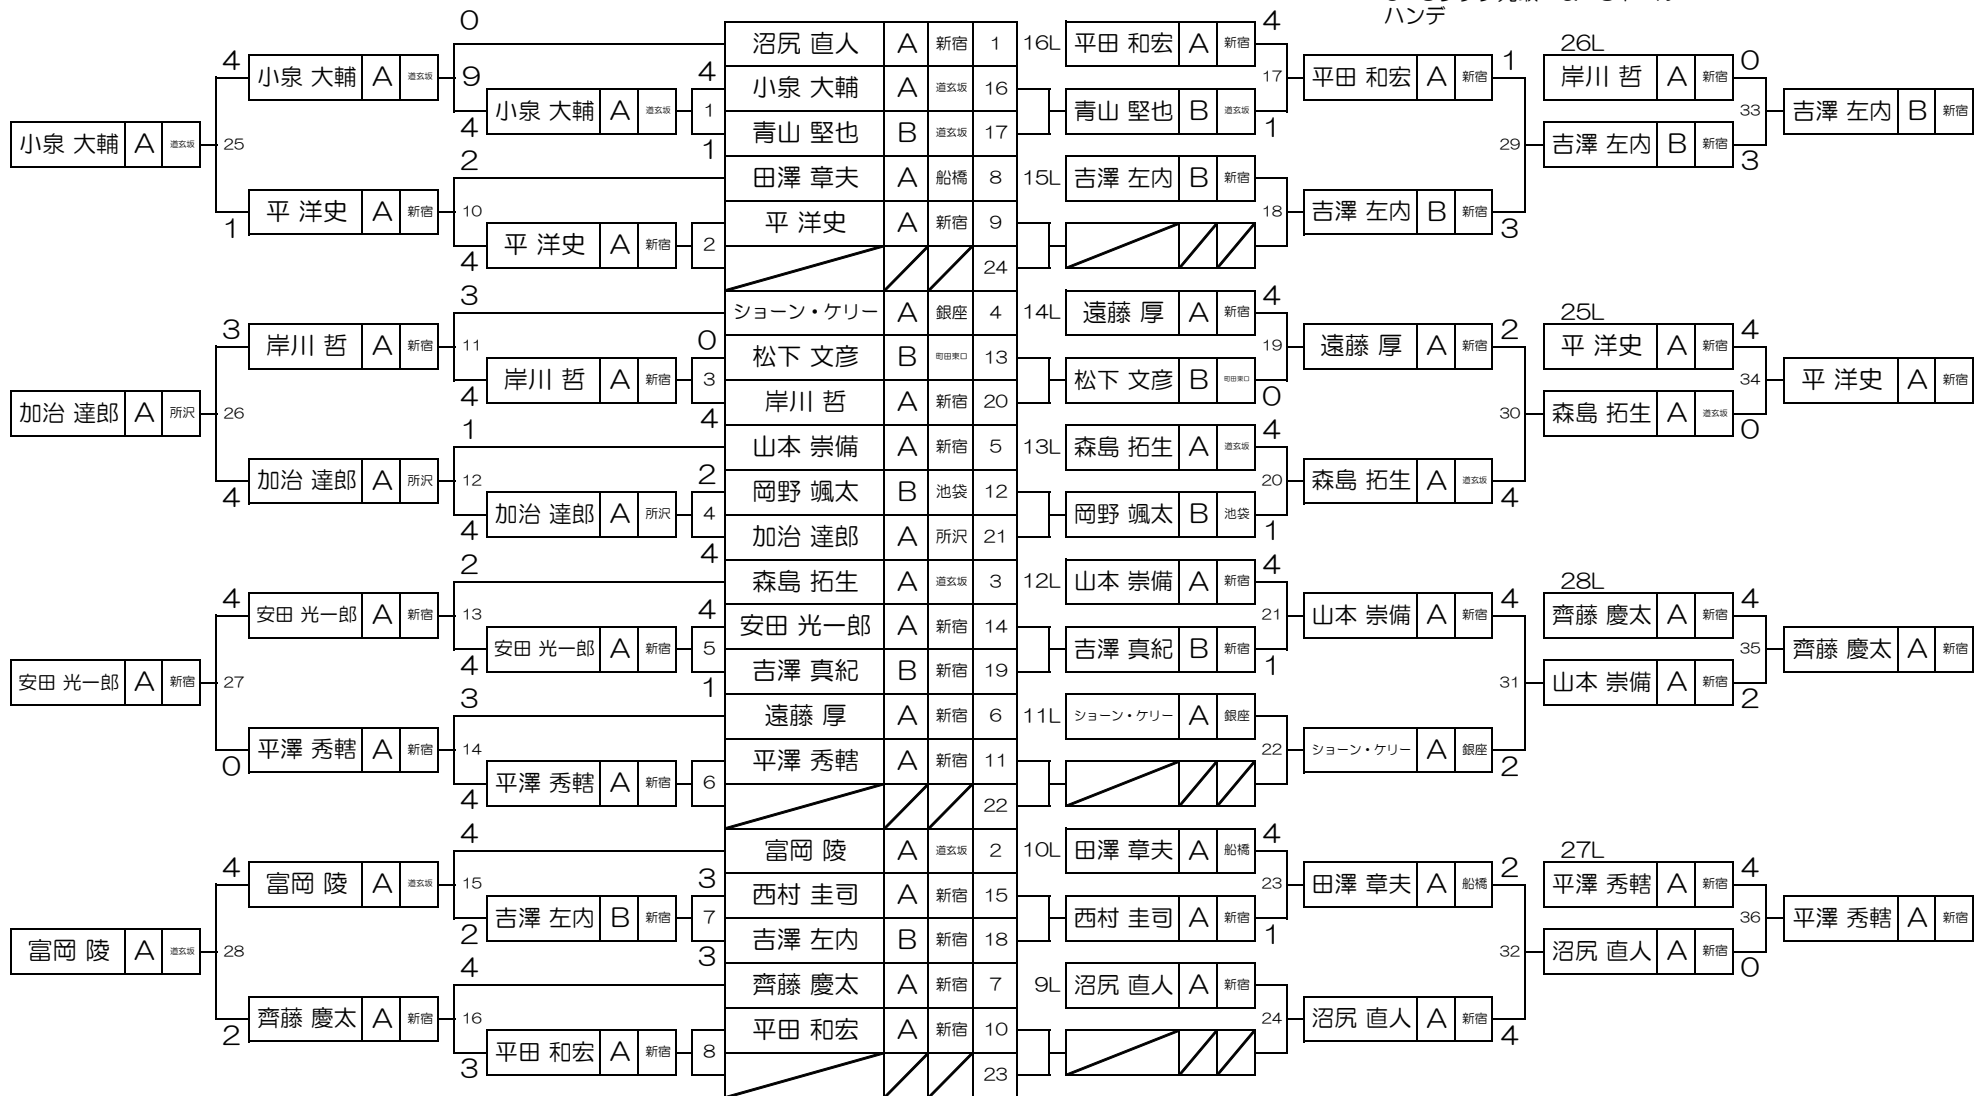 ハンデ
0
沼尻 直人 A 新宿 1
16L 平田 和宏 A 新宿 4
26L
4 小泉 大輔 A 道玄坂 9
17 平田 和宏 A 新宿 1
岸川 哲 A 新宿 0
4 小泉 大輔 A 道玄坂 1 4
小泉 大輔 A 道玄坂 16
青山 堅也 B 道玄坂 1
33 吉澤 左内 B 新宿
小泉 大輔 A 道玄坂 25
1 青山 堅也 B 道玄坂 17
29 吉澤 左内 B 新宿 3
2
田澤 章夫 A 船橋 8
15L 吉澤 左内 B 新宿
1 平 洋史 A 新宿 10
平 洋史 A 新宿 9
18 吉澤 左内 B 新宿 3
4 平 洋史 A 新宿 2
24
3
ショーン・ケリー A 銀座 4
14L 遠藤 厚 A 新宿 4
25L
3 岸川 哲 A 新宿 11
0 松下 文彦 B 町田東口 13
19 遠藤 厚 A 新宿 2
平 洋史 A 新宿 4
4 岸川 哲 A 新宿 3
松下 文彦 B 町田東口 0
34 平 洋史 A 新宿
加治 達郎 A 所沢 26
4 岸川 哲 A 新宿 20
30 森島 拓生 A 道玄坂 0
1
山本 崇備 A 新宿 5
13L 森島 拓生 A 道玄坂 4
4 加治 達郎 A 所沢 12
2 岡野 颯太 B 池袋 12
20 森島 拓生 A 道玄坂 4
4 加治 達郎 A 所沢 4
岡野 颯太 B 池袋 1
4 加治 達郎 A 所沢 21
2
森島 拓生 A 道玄坂 3
12L 山本 崇備 A 新宿 4
28L
4 安田 光一郎 A 新宿 13
4 安田 光一郎 A 新宿 14
21 山本 崇備 A 新宿 4
齊藤 慶太 A 新宿 4
4 安田 光一郎 A 新宿 5
吉澤 真紀 B 新宿 1
35 齊藤 慶太 A 新宿
安田 光一郎 A 新宿 27
1 吉澤 真紀 B 新宿 19
31 山本 崇備 A 新宿 2
3
遠藤 厚 A 新宿 6
11L ショーン・ケリー A 銀座
0 平澤 秀轄 A 新宿 14
平澤 秀轄 A 新宿 11
22 ショーン・ケリー A 銀座 2
4 平澤 秀轄 A 新宿 6
22
4
富岡 陵 A 道玄坂 2
10L 田澤 章夫 A 船橋 4
27L
4 富岡 陵 A 道玄坂 15
3 西村 圭司 A 新宿 15
23 田澤 章夫 A 船橋 2
平澤 秀轄 A 新宿 4
2 吉澤 左内 B 新宿 7
西村 圭司 A 新宿 1
36 平澤 秀轄 A 新宿
富岡 陵 A 道玄坂 28
3 吉澤 左内 B 新宿 18
32 沼尻 直人 A 新宿 0
4
齊藤 慶太 A 新宿 7
9L 沼尻 直人 A 新宿
2 齊藤 慶太 A 新宿 16
平田 和宏 A 新宿 10
24 沼尻 直人 A 新宿 4
3 平田 和宏 A 新宿 8
23